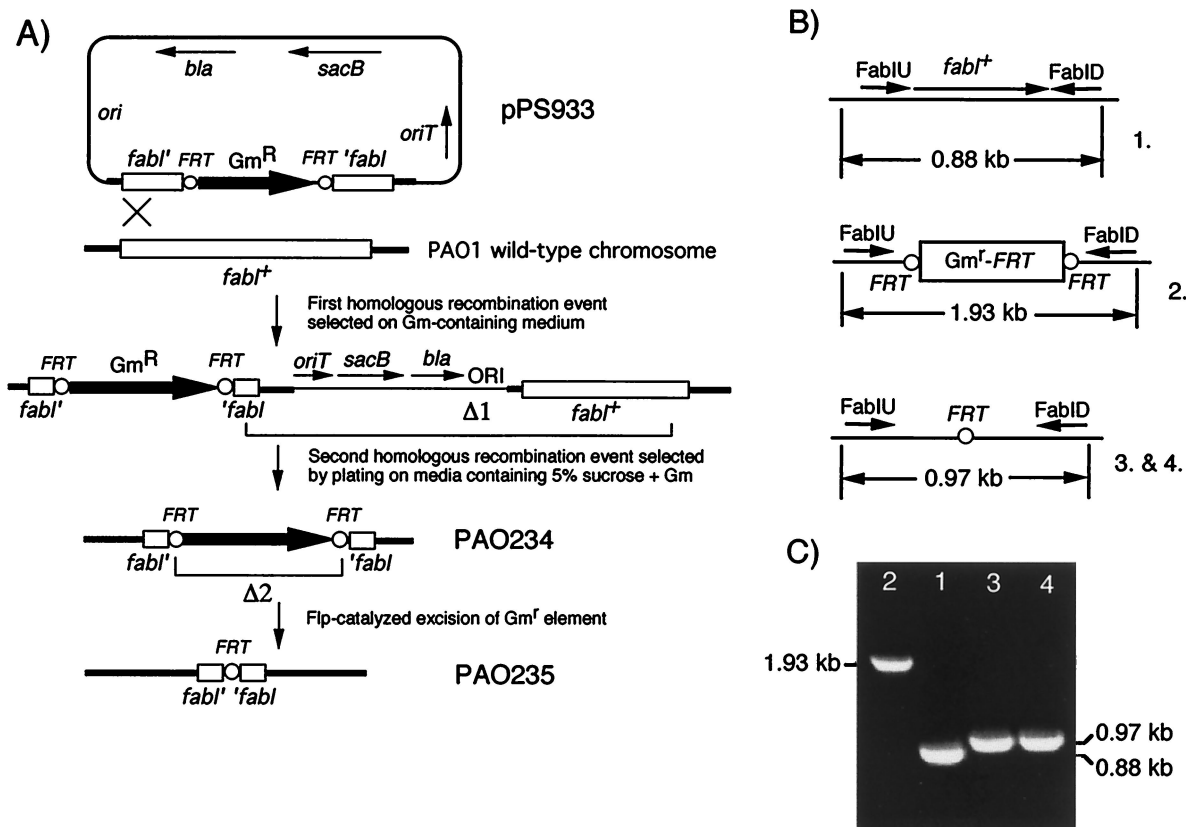 A)
bla
sacB
pPS933
ori
oriT
fabI'
FRT
Gm^R
FRT
'fabI
PAO1 wild-type chromosome
fabI+
First homologous recombination event
selected on Gm-containing medium
FRT
Gm^R
FRT
oriT
sacB
bla
ORI
fabI'
'fabI
Δ1
fabI+
Second homologous recombination event selected
by plating on media containing 5% sucrose + Gm
FRT
FRT
PAO234
fabI'
'fabI
Δ2
Flp-catalyzed excision of Gm^r element
FRT
PAO235
fabI'
'fabI
B)
FabIU
fabI+
FabID
1.
0.88 kb
FabIU
FabID
Gm^r-FRT
FRT
FRT
2.
1.93 kb
FabIU
FRT
FabID
3. & 4.
0.97 kb
C)
2 1 3 4
1.93 kb
0.97 kb
0.88 kb